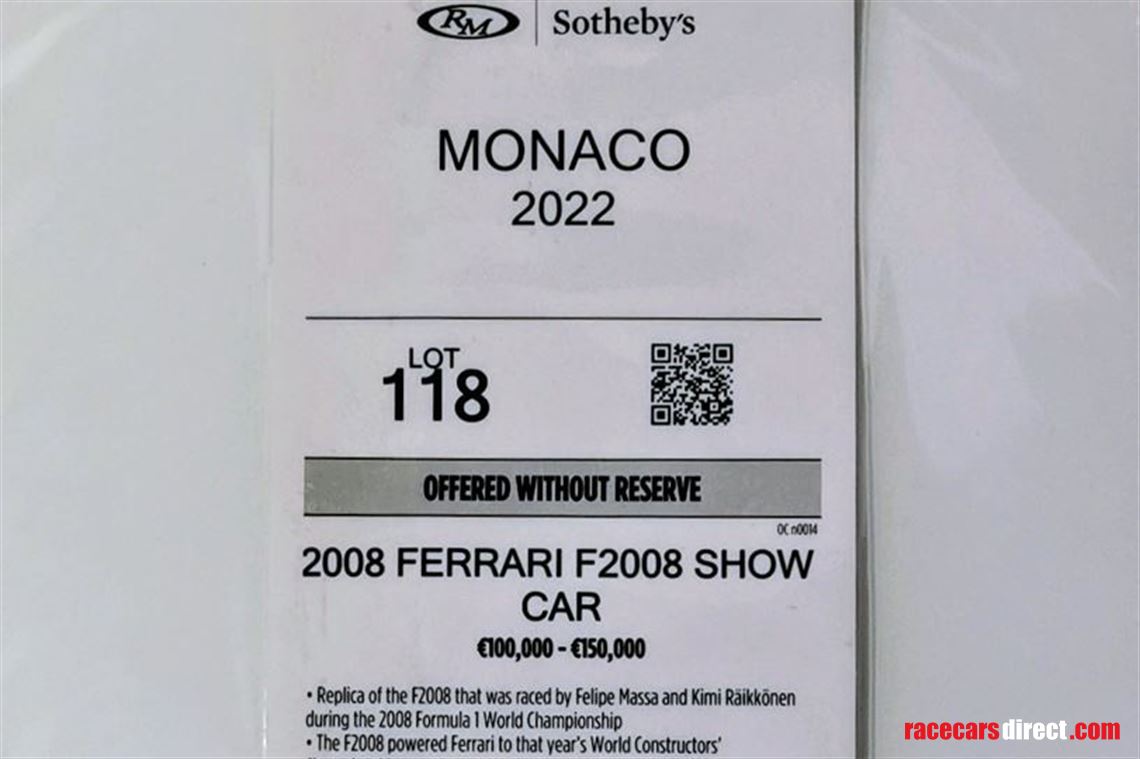 RM Sotheby's
MONACO
2022
LOT
118
OFFERED WITHOUT RESERVE
OC n0014
2008 FERRARI F2008 SHOW
CAR
€100,000 - €150,000
• Replica of the F2008 that was raced by Felipe Massa and Kimi Räikkönen
during the 2008 Formula 1 World Championship
• The F2008 powered Ferrari to that year's World Constructors'
racecarsdirect.com